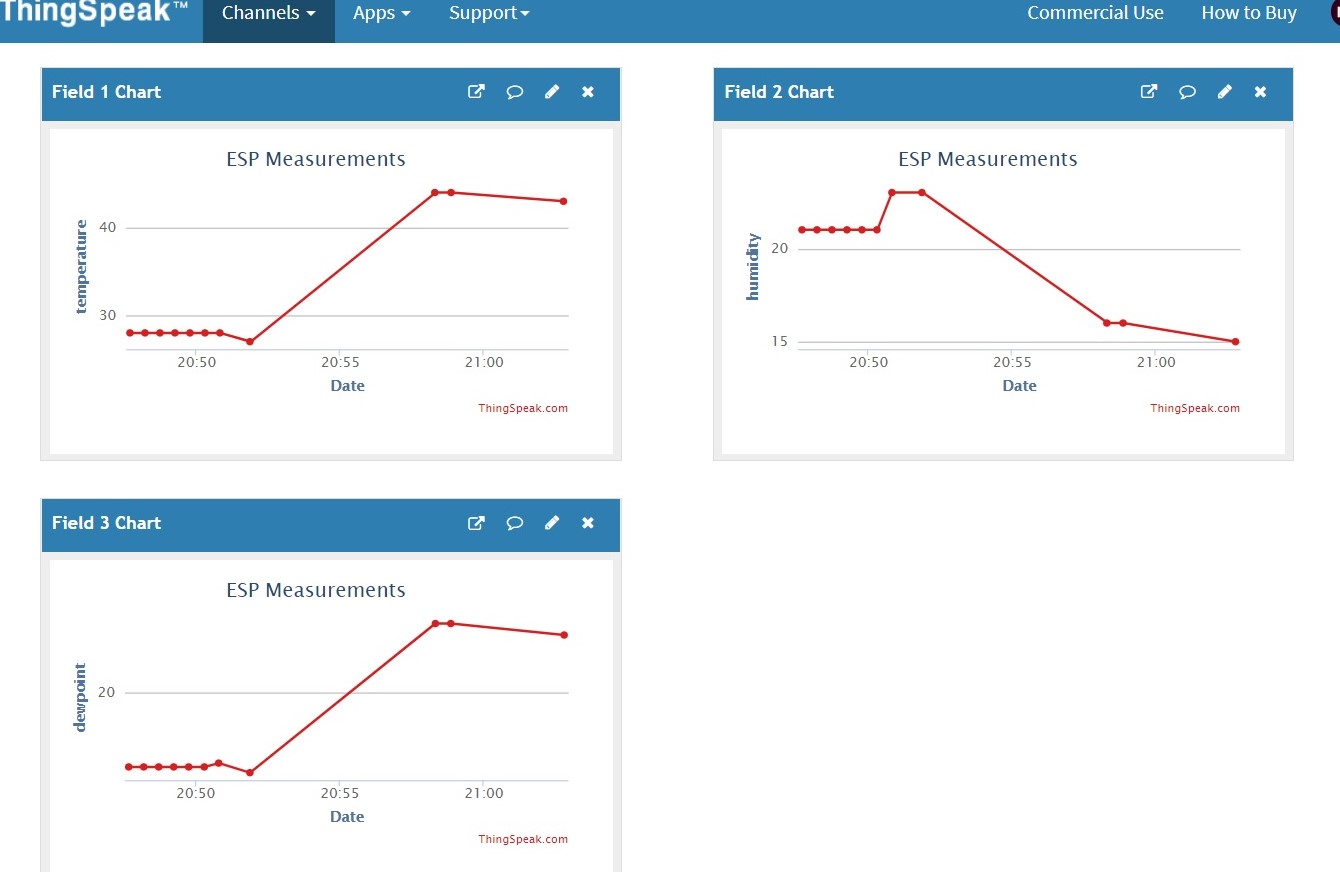 ThingSpeak™ Channels Apps Support Commercial Use How to Buy
Field 1 Chart
ESP Measurements
temperature
40
30
20:50 20:55 21:00
Date
ThingSpeak.com
Field 2 Chart
ESP Measurements
humidity
20
15
20:50 20:55 21:00
Date
ThingSpeak.com
Field 3 Chart
ESP Measurements
dewpoint
20
20:50 20:55 21:00
Date
ThingSpeak.com